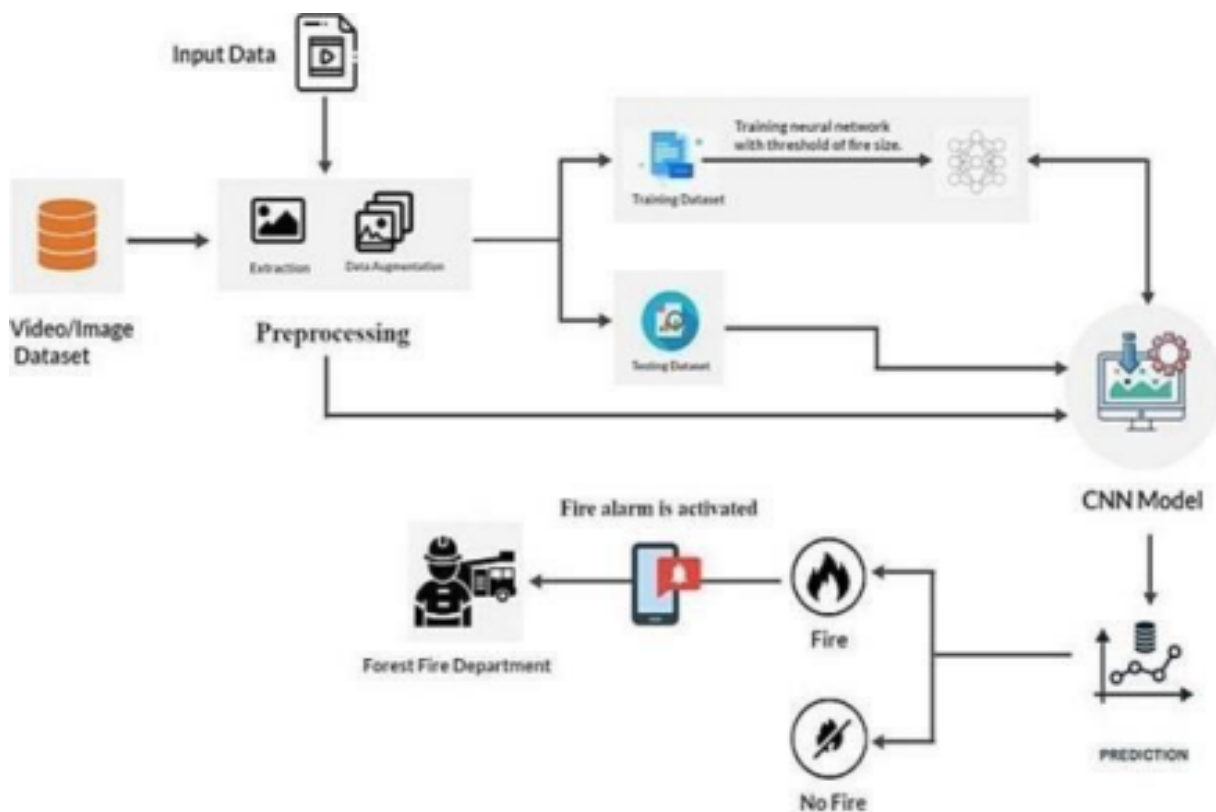 Input Data
Training neural network
with threshold of fire size.
Training Dataset
Extraction
Data Augmentation
Video/Image
Dataset
Preprocessing
Testing Dataset
CNN Model
Fire alarm is activated
Fire
Forest Fire Department
PREDICTION
No Fire